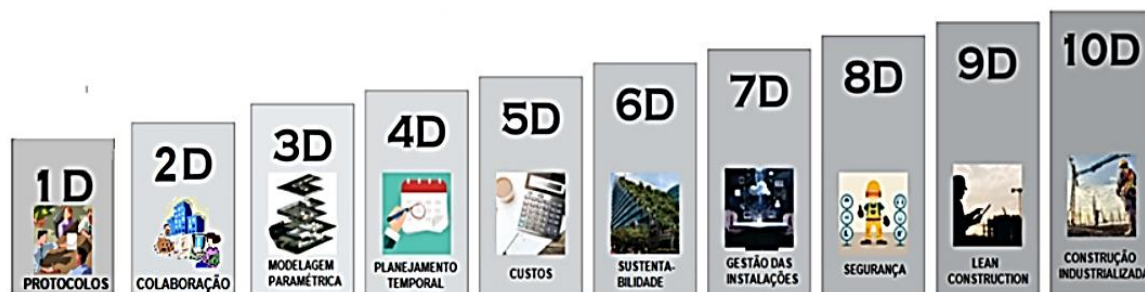 1D
PROTOCOLOS
2D
COLABORAÇÃO
3D
MODELAGEM
PARAMÉTRICA
4D
PLANEJAMENTO
TEMPORAL
5D
CUSTOS
6D
SUSTENTA-
BILIDADE
7D
GESTÃO DAS
INSTALAÇÕES
8D
SEGURANÇA
9D
LEAN
CONSTRUCTION
10D
CONSTRUÇÃO
INDUSTRIALIZADA